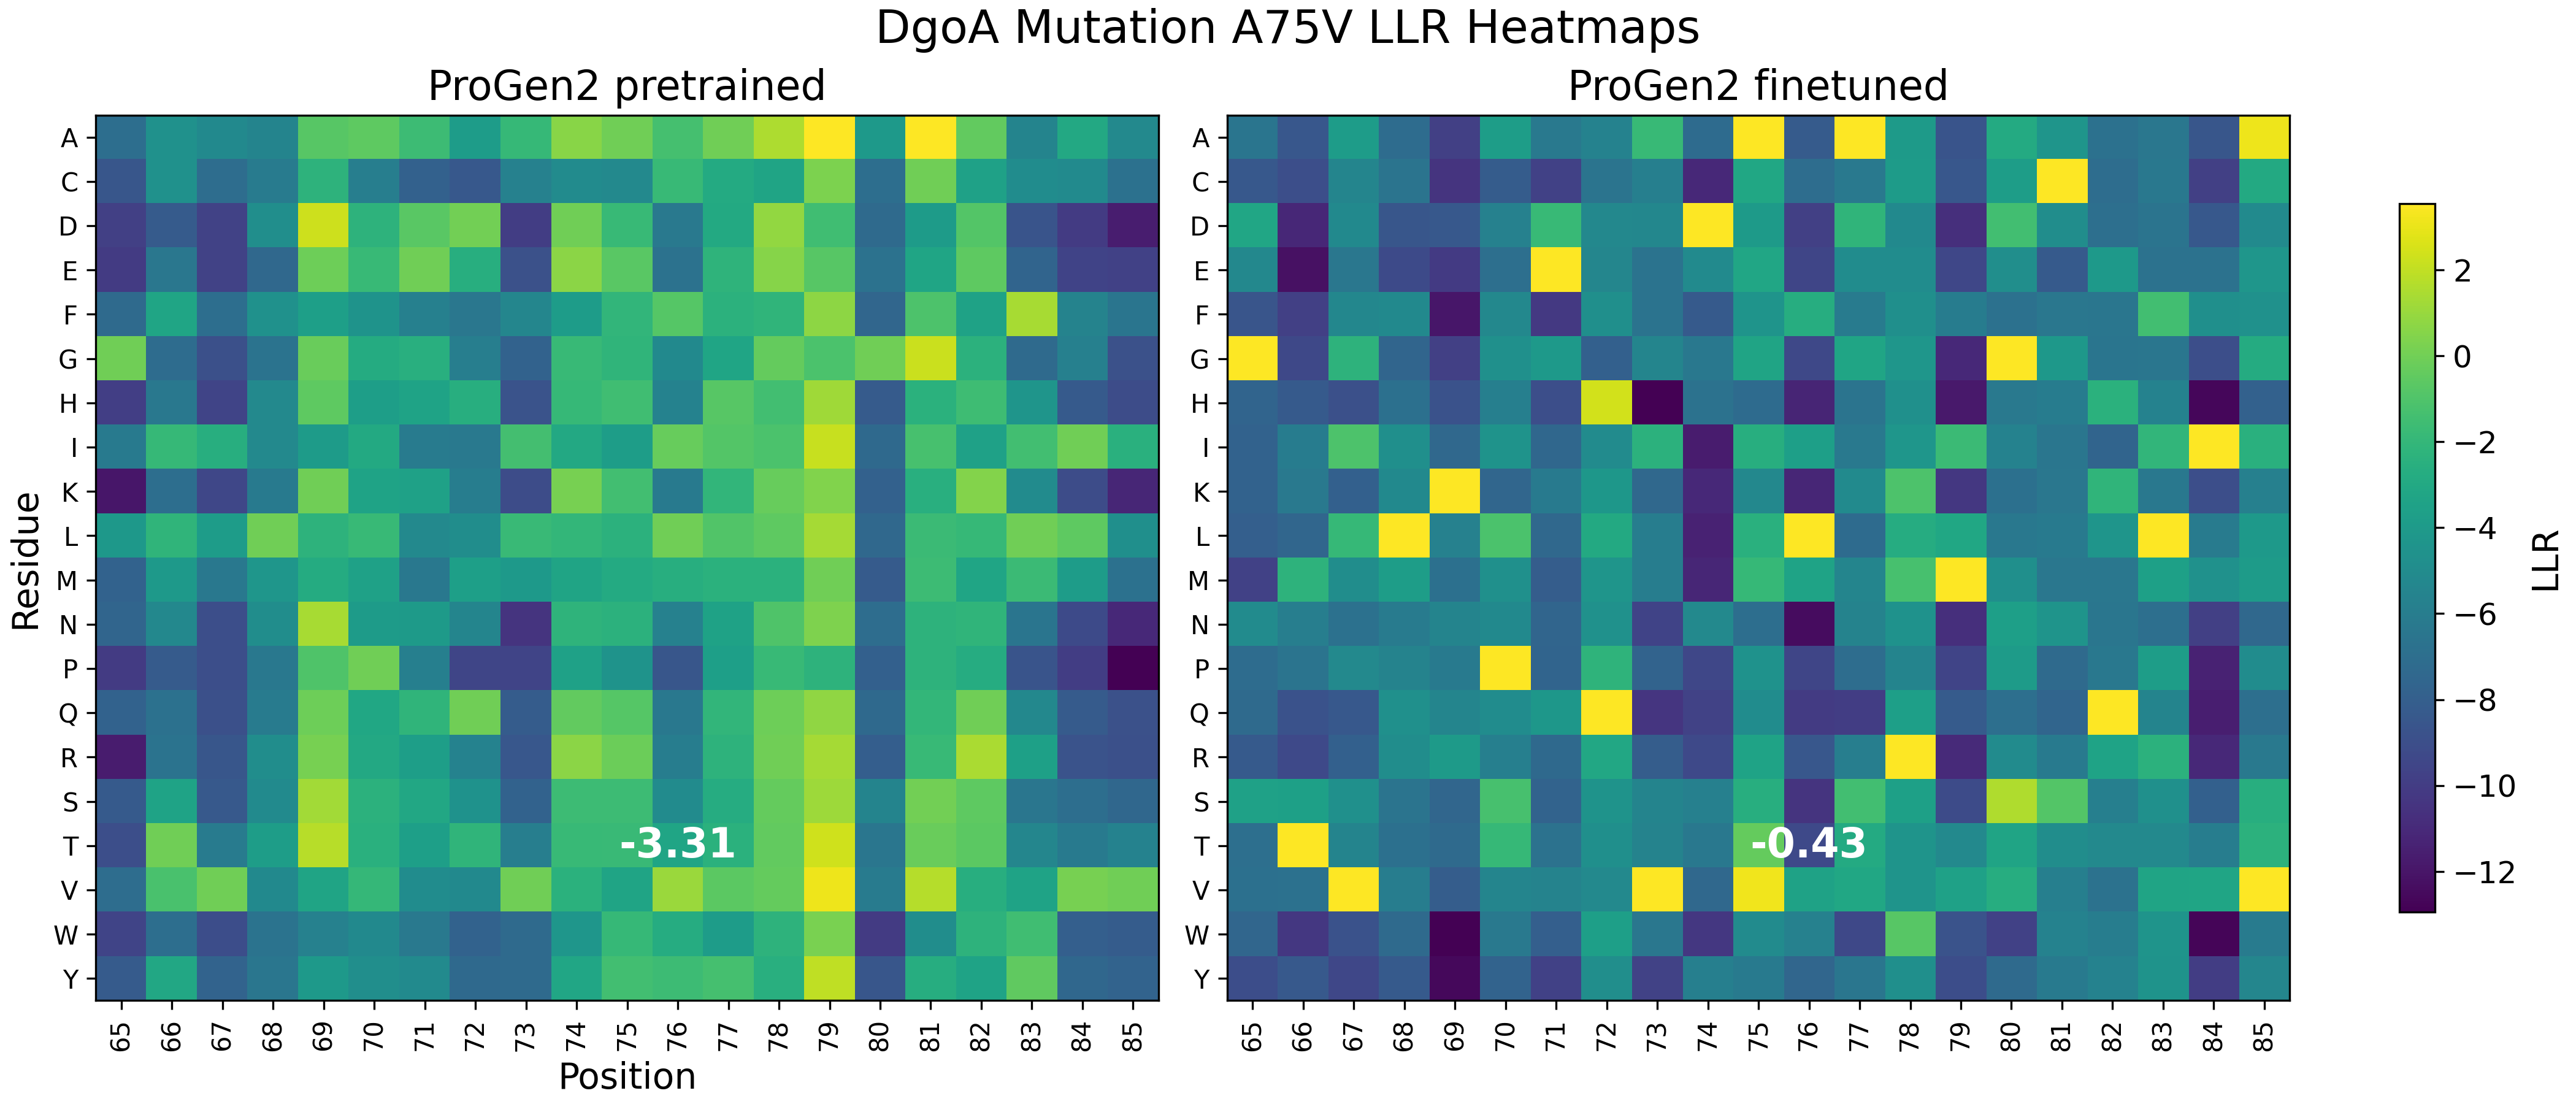 DgoA Mutation A75V LLR Heatmaps
ProGen2 pretrained
ProGen2 finetuned
Residue
A
C
D
E
F
G
H
I
K
L
M
N
P
Q
R
S
T
V
W
Y
-3.31
65 66 67 68 69 70 71 72 73 74 75 76 77 78 79 80 81 82 83 84 85
Position
A
C
D
E
F
G
H
I
K
L
M
N
P
Q
R
S
T
V
W
Y
-0.43
65 66 67 68 69 70 71 72 73 74 75 76 77 78 79 80 81 82 83 84 85
2
0
−2
−4
−6
−8
−10
−12
LLR